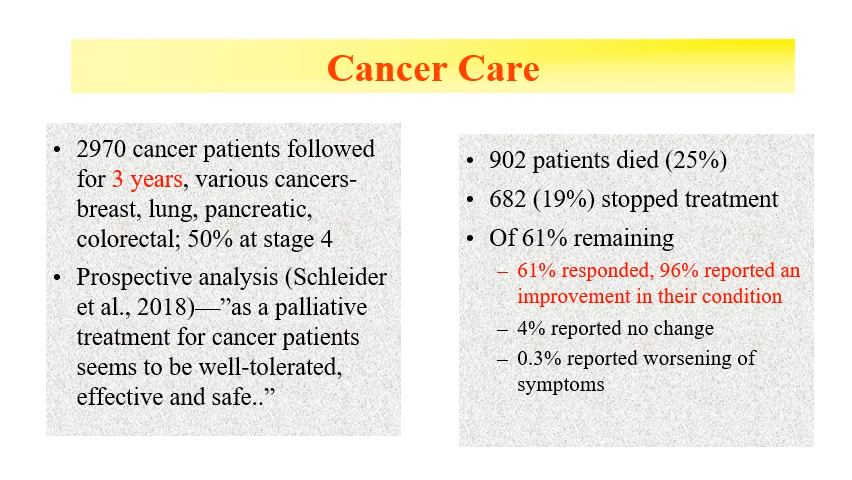 Cancer Care
• 2970 cancer patients followed
for 3 years, various cancers-
breast, lung, pancreatic,
colorectal; 50% at stage 4
• Prospective analysis (Schleider
et al., 2018)—”as a palliative
treatment for cancer patients
seems to be well-tolerated,
effective and safe..”
• 902 patients died (25%)
• 682 (19%) stopped treatment
• Of 61% remaining
– 61% responded, 96% reported an
improvement in their condition
– 4% reported no change
– 0.3% reported worsening of
symptoms